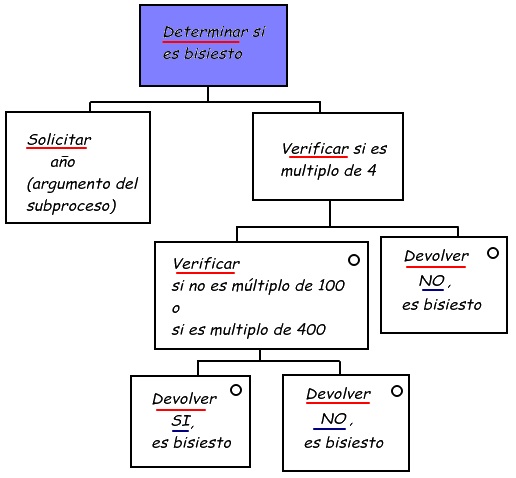 Determinar si
es bisiesto
Solicitar
año
(argumento del
subproceso)
Verificar si es
multiplo de 4
Verificar
si no es múltiplo de 100
o
si es multiplo de 400
Devolver
NO,
es bisiesto
Devolver
SI,
es bisiesto
Devolver
NO,
es bisiesto